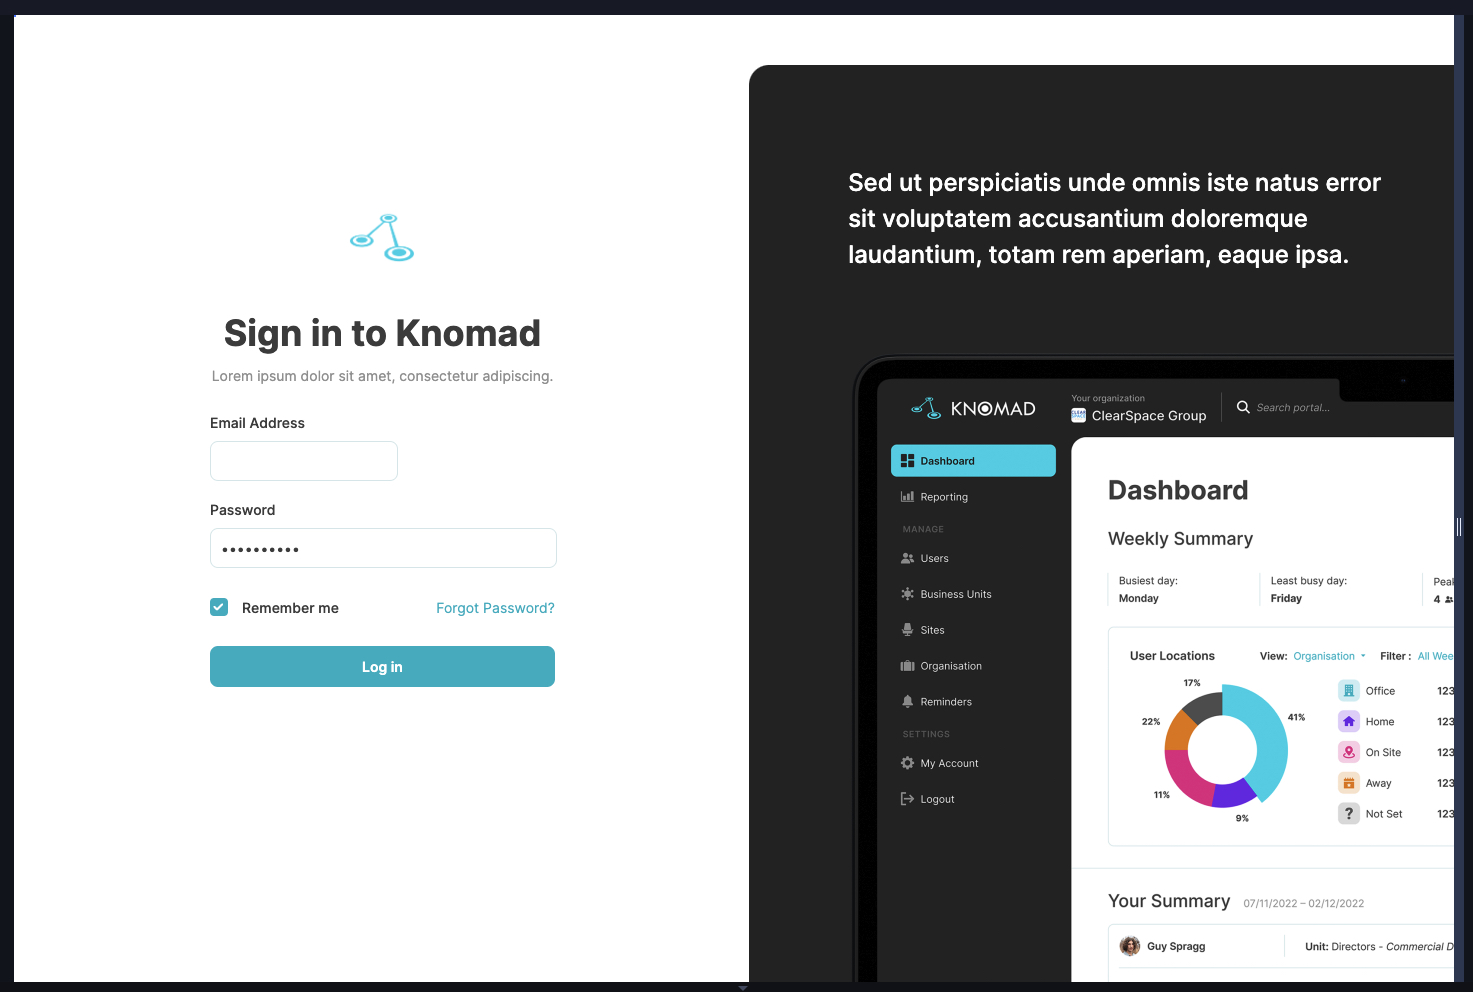 Sign in to Knomad
Lorem ipsum dolor sit amet, consectetur adipiscing.
Email Address
Password
Remember me
Forgot Password?
Log in
Sed ut perspiciatis unde omnis iste natus error
sit voluptatem accusantium doloremque
laudantium, totam rem aperiam, eaque ipsa.
KNOMAD
Your organization
CLEAR SPACE
ClearSpace Group
Search portal...
Dashboard
Reporting
MANAGE
Users
Business Units
Sites
Organisation
Reminders
SETTINGS
My Account
Logout
Dashboard
Weekly Summary
Busiest day:
Monday
Least busy day:
Friday
Peak
4
User Locations
View: Organisation
Filter : All Wee
17%
41%
22%
11%
9%
Office 123
Home 123
On Site 123
Away 123
? Not Set 123
Your Summary 07/11/2022 – 02/12/2022
Guy Spragg
Unit: Directors - Commercial D